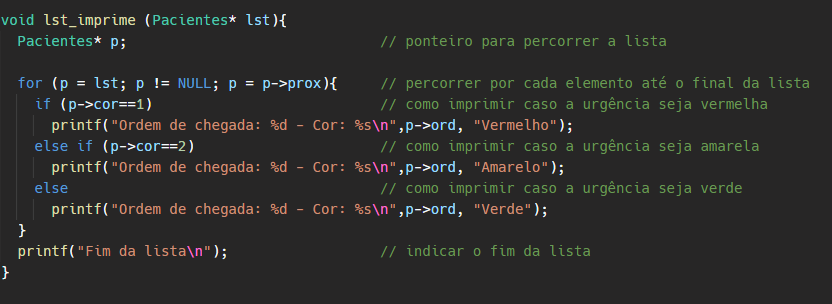 void lst_imprime (Pacientes* lst){
  Pacientes* p;                              // ponteiro para percorrer a lista
  for (p = lst; p != NULL; p = p->prox){     // percorrer por cada elemento até o final da lista
    if (p->cor==1)                           // como imprimir caso a urgência seja vermelha
      printf("Ordem de chegada: %d - Cor: %s\n",p->ord, "Vermelho");
    else if (p->cor==2)                      // como imprimir caso a urgência seja amarela
      printf("Ordem de chegada: %d - Cor: %s\n",p->ord, "Amarelo");
    else                                     // como imprimir caso a urgência seja verde
      printf("Ordem de chegada: %d - Cor: %s\n",p->ord, "Verde");
  }
  printf("Fim da lista\n");                  // indicar o fim da lista
}